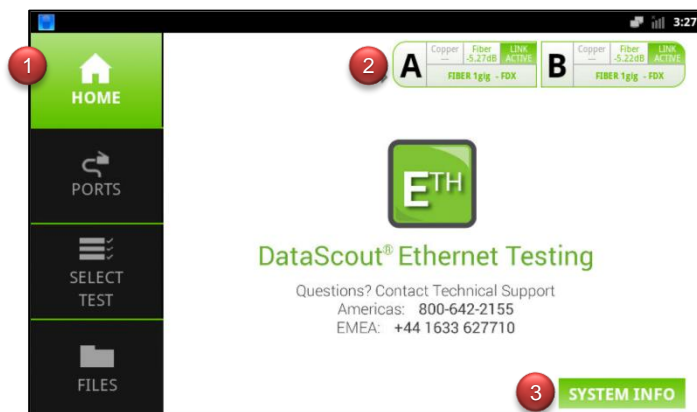 3:27
1
HOME
PORTS
SELECT
TEST
FILES
2
A
Copper
---
Fiber
-5.27dB
LINK
ACTIVE
FIBER 1gig - FDX
B
Copper
---
Fiber
-5.22dB
LINK
ACTIVE
FIBER 1gig - FDX
ETH
DataScout® Ethernet Testing
Questions? Contact Technical Support
Americas: 800-642-2155
EMEA: +44 1633 627710
3
SYSTEM INFO